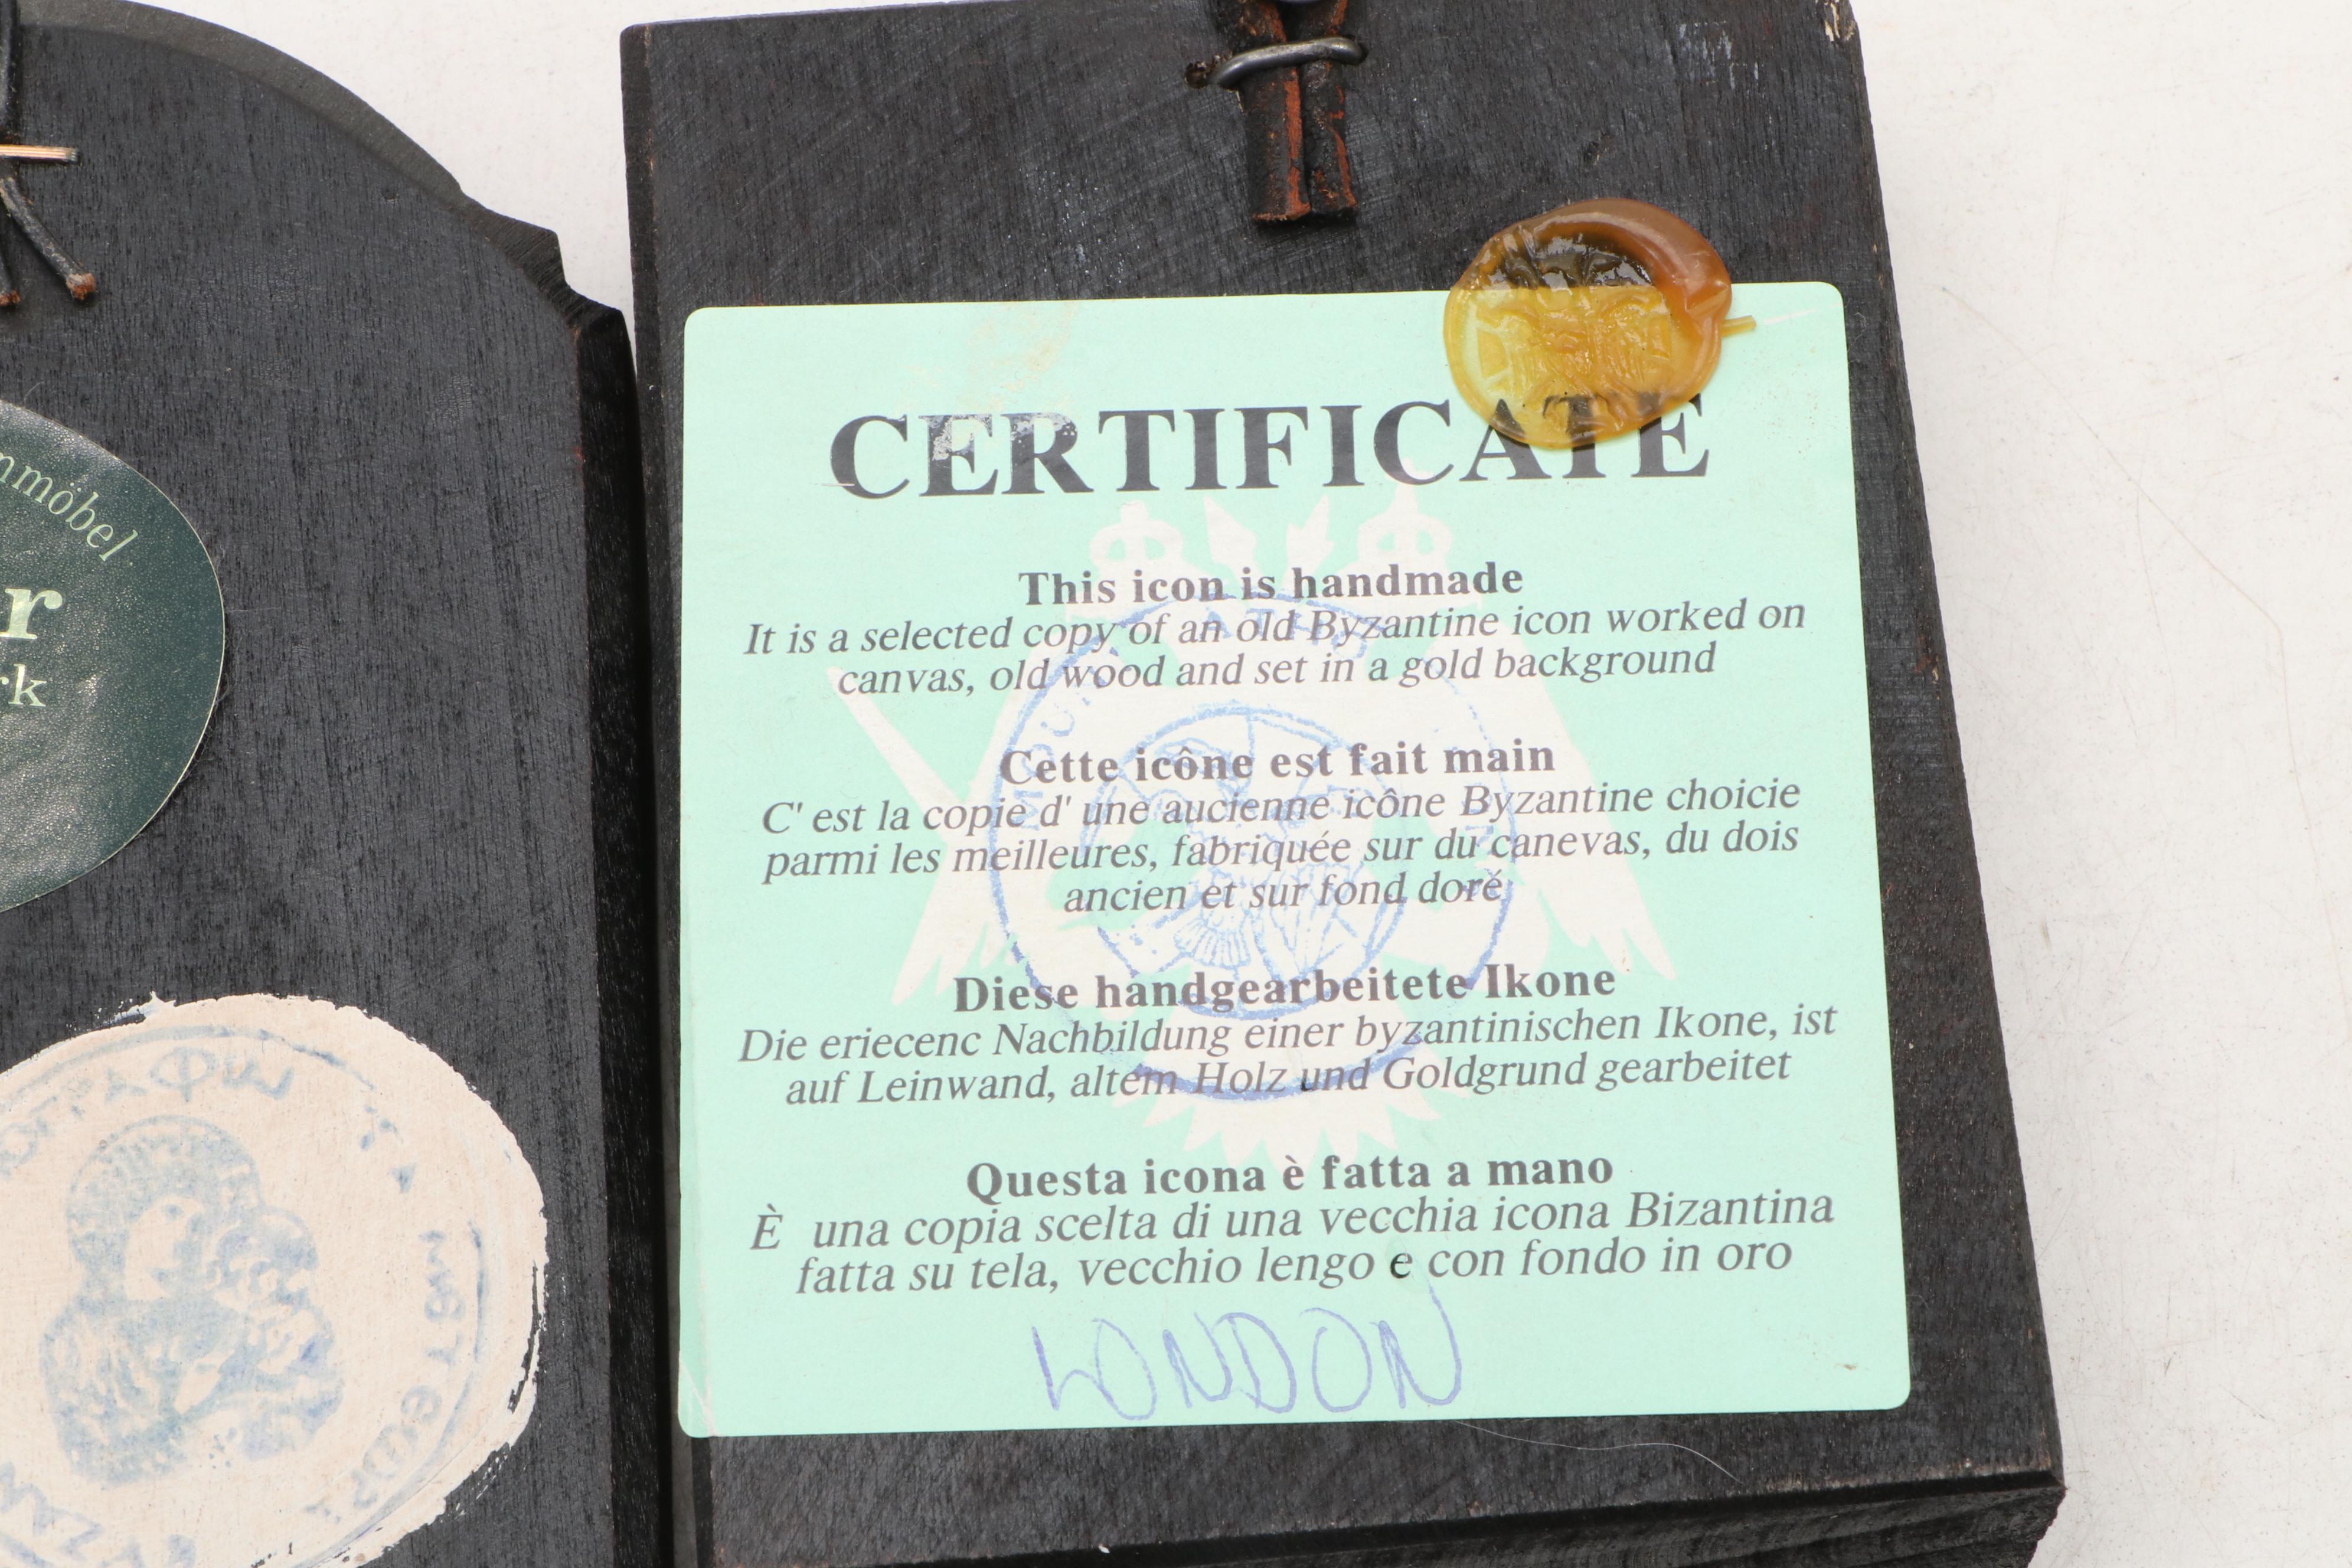 CERTIFICATE
This icon is handmade
It is a selected copy of an old Byzantine icon worked on
canvas, old wood and set in a gold background
Cette icône est fait main
C' est la copie d' une aucienne icône Byzantine choicie
parmi les meilleures, fabriquée sur du canevas, du dois
ancien et sur fond doré
Diese handgearbeitete Ikone
Die eriecenc Nachbildung einer byzantinischen Ikone, ist
auf Leinwand, altem Holz und Goldgrund gearbeitet
Questa icona è fatta a mano
È una copia scelta di una vecchia icona Bizantina
fatta su tela, vecchio lengo e con fondo in oro
LONDON